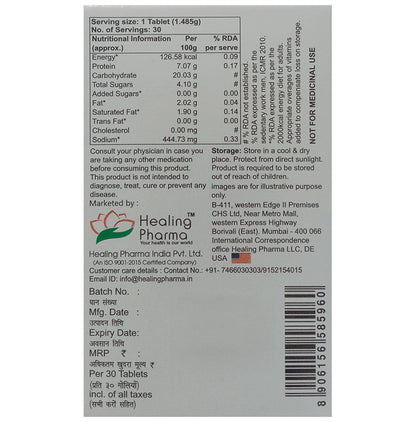 Serving size: 1 Tablet (1.485g)
No. of Servings: 30
Nutritional Information (approx.) Per 100g % RDA per serve
Energy* 126.58 kcal 0.09
Protein 7.07 g 0.17
Carbohydrate 20.03 g #
Total Sugars 4.10 g #
Added Sugars* 0.00 g *
Fat* 2.02 g 0.04
Saturated Fat* 1.90 g 0.14
Trans Fat* 0.00 g *
Cholesterol 0.00 mg #
Sodium* 444.73 mg 0.33
# RDA not established.
% RDA expressed as per the
sedentary work men, ICMR 2010.
*% RDA expressed as per the
2000kcal energy diet for adults.
Appropriate overages of vitamins
added to compensate loss on storage.
NOT FOR MEDICINAL USE
Consult your physician in case you
are taking any other medication
before consuming this product.
This product is not intended to
diagnose, treat, cure or prevent any
disease.
Marketed by :
Healing
Pharma™
Your health is our world
Healing Pharma India Pvt. Ltd.
(An ISO 9001-2015 Certified Company)
Storage: Store in a cool & dry
place. Protect from direct sunlight.
Product is required to be stored
out of reach of children.
images are for illustrative purpose
only.
B-411, western Edge II Premises
CHS Ltd, Near Metro Mall,
western Express Highway
Borivali (East), Mumbai - 400 066
International Correspondence
office Healing Pharma LLC, DE
USA
Customer care details : Contact No.: +91- 7466030303/9152154015
Email ID: info@healingpharma.in
Batch No. :
घान संख्या
Mfg. Date :
उत्पादन तिथि
Expiry Date:
अवसान तिथि
MRP ₹ :
अधिकतम खुदरा मूल्य ₹
Per 30 Tablets
(प्रति ३० गोलियाँ)
incl. of all taxes
(सभी करों सहित)
8 906156 585960